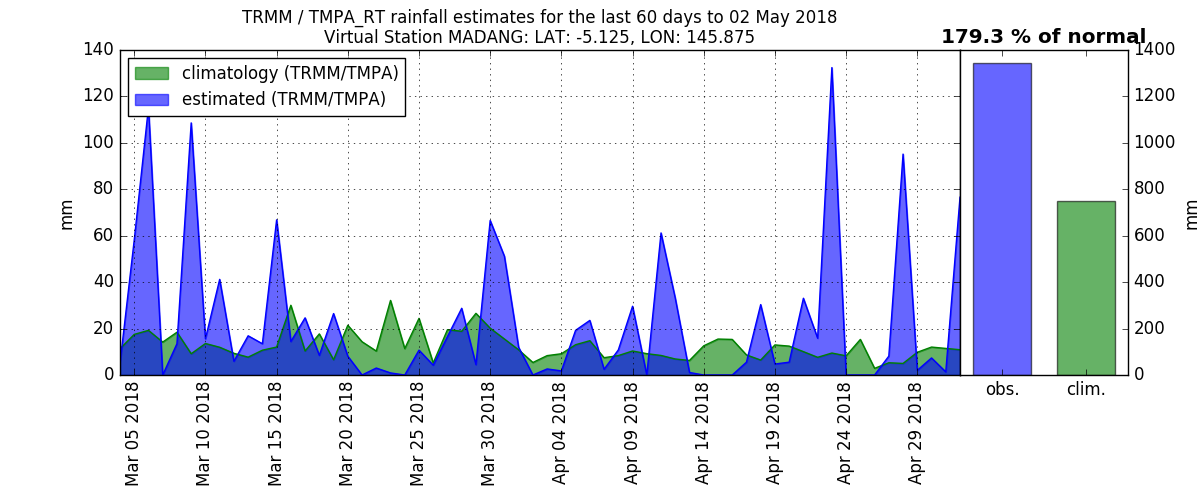 TRMM / TMPA_RT rainfall estimates for the last 60 days to 02 May 2018
Virtual Station MADANG: LAT: -5.125, LON: 145.875
179.3 % of normal
climatology (TRMM/TMPA)
estimated (TRMM/TMPA)
mm
140
120
100
80
60
40
20
0
Mar 05 2018
Mar 10 2018
Mar 15 2018
Mar 20 2018
Mar 25 2018
Mar 30 2018
Apr 04 2018
Apr 09 2018
Apr 14 2018
Apr 19 2018
Apr 24 2018
Apr 29 2018
obs.
clim.
1400
1200
1000
800
600
400
200
0
mm